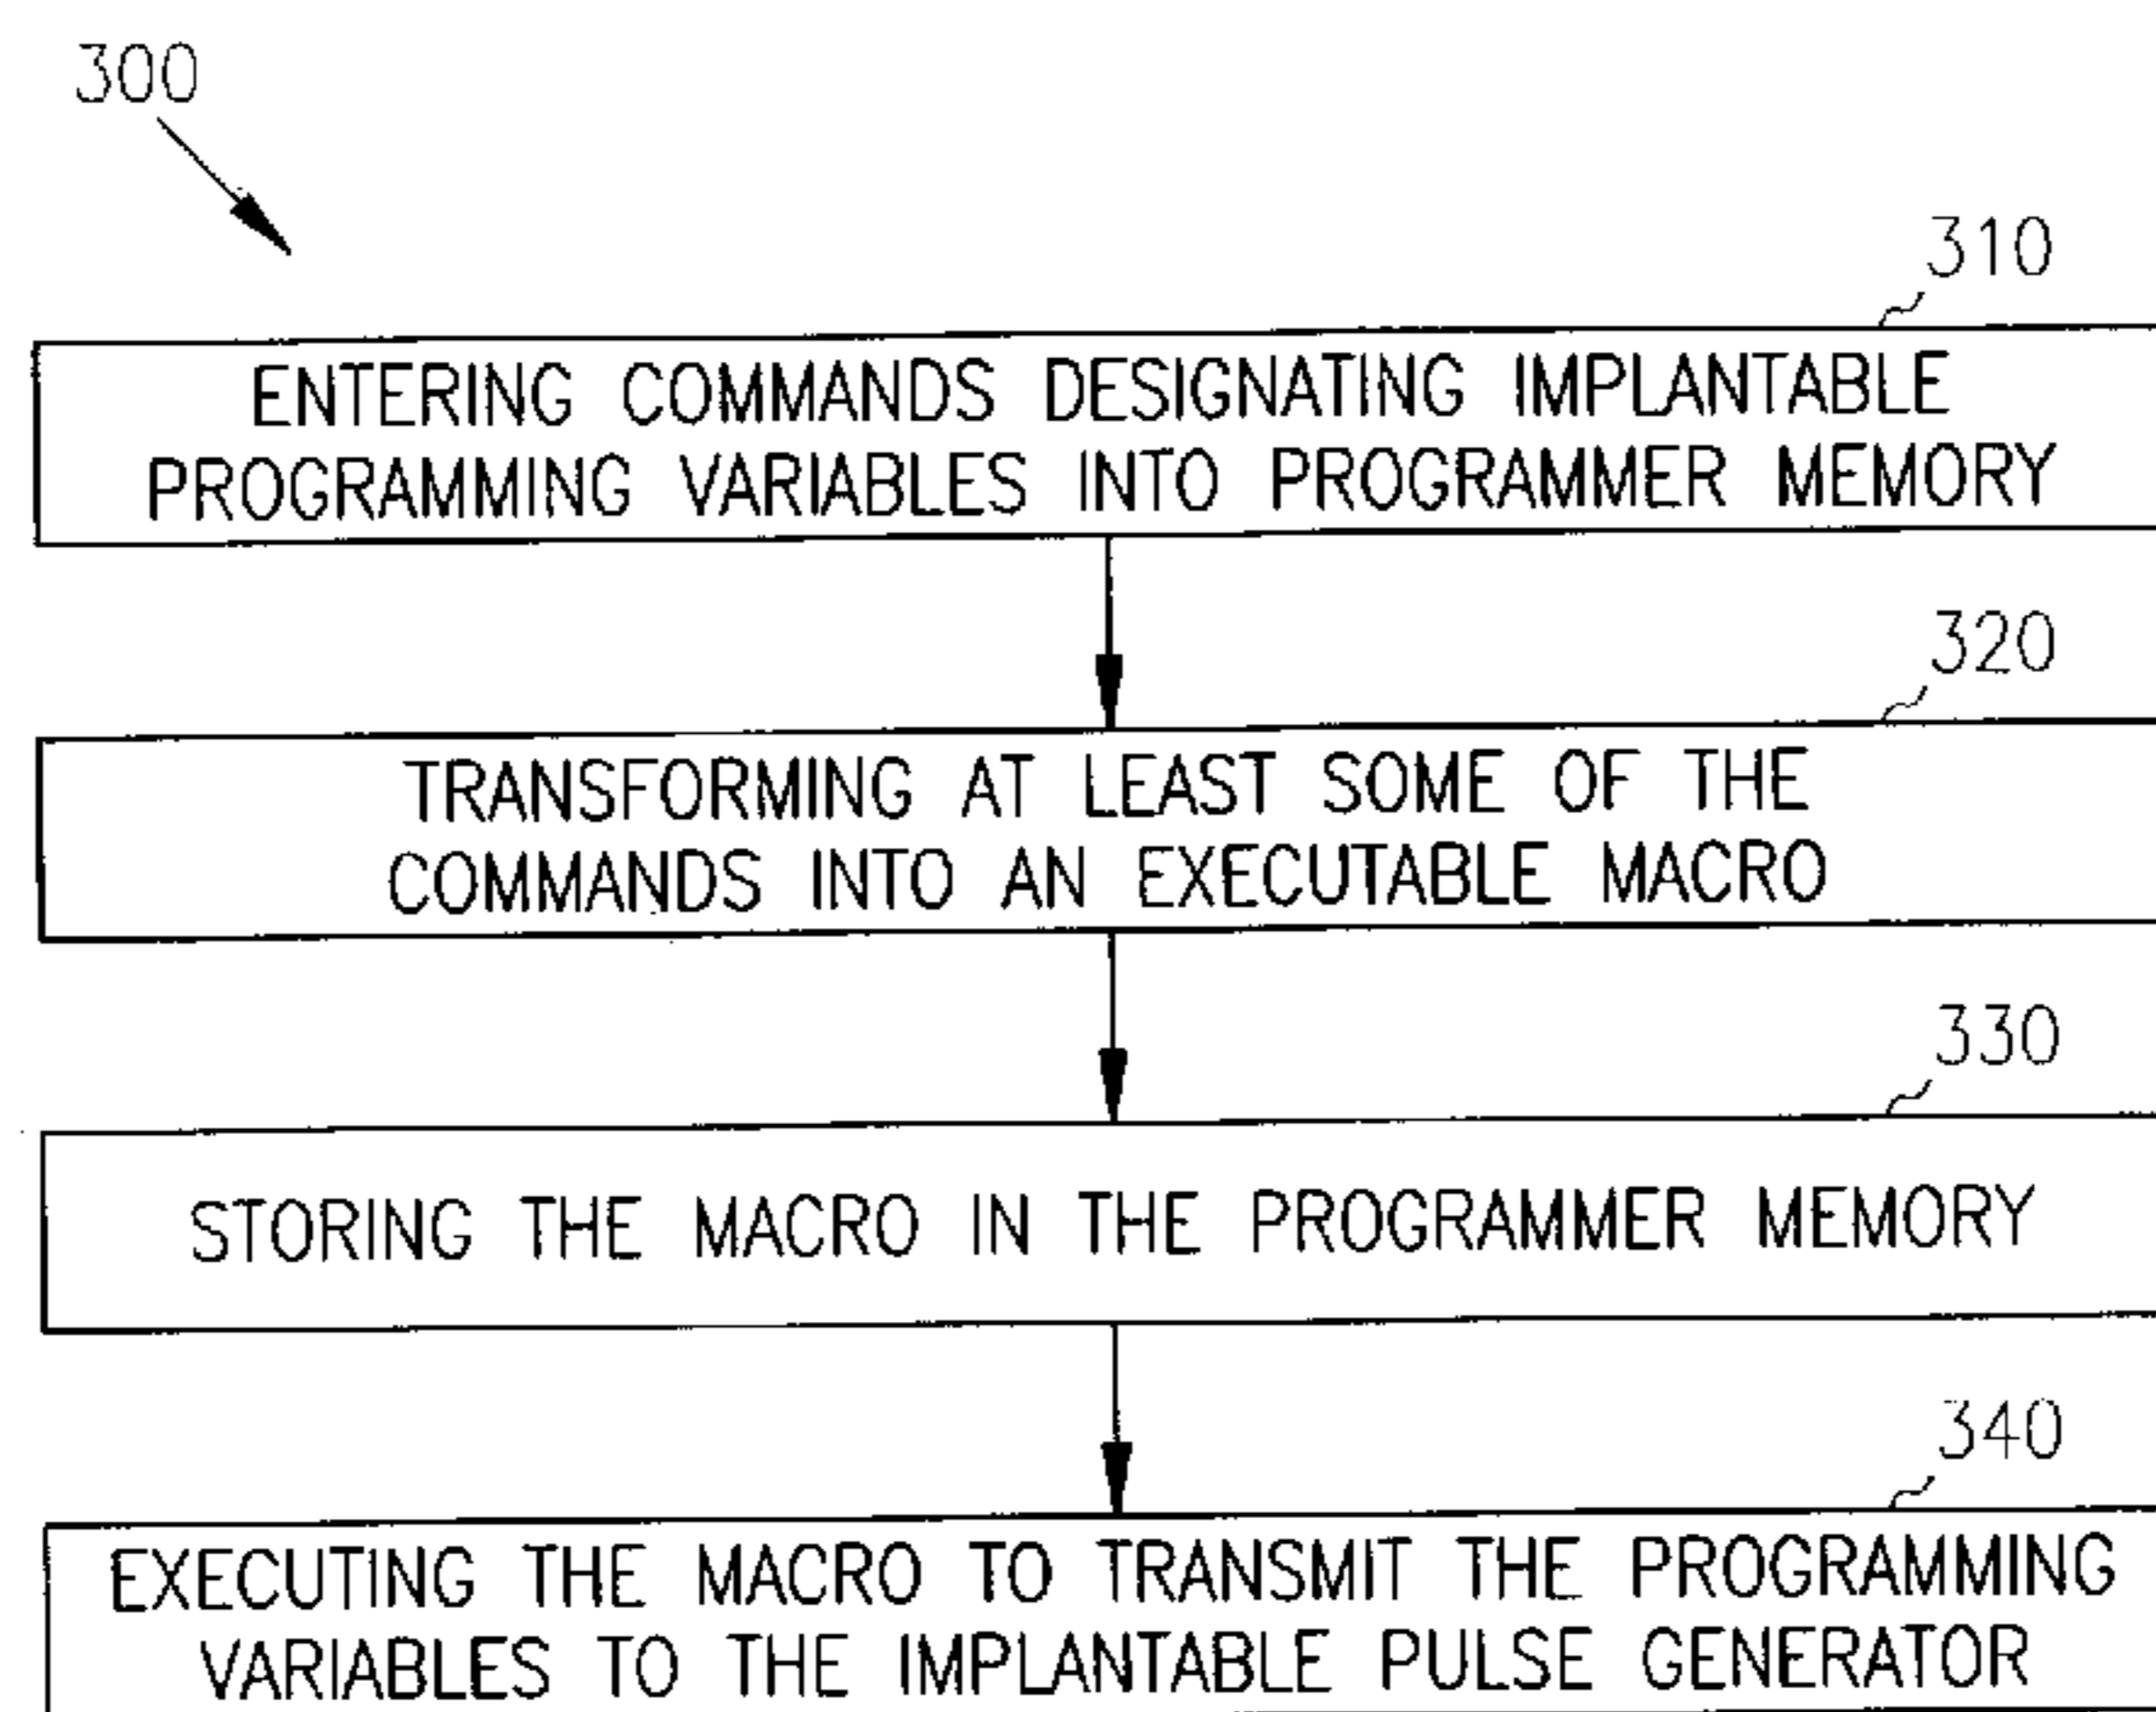 300
310
ENTERING COMMANDS DESIGNATING IMPLANTABLE
PROGRAMMING VARIABLES INTO PROGRAMMER MEMORY
320
TRANSFORMING AT LEAST SOME OF THE
COMMANDS INTO AN EXECUTABLE MACRO
330
STORING THE MACRO IN THE PROGRAMMER MEMORY
340
EXECUTING THE MACRO TO TRANSMIT THE PROGRAMMING
VARIABLES TO THE IMPLANTABLE PULSE GENERATOR